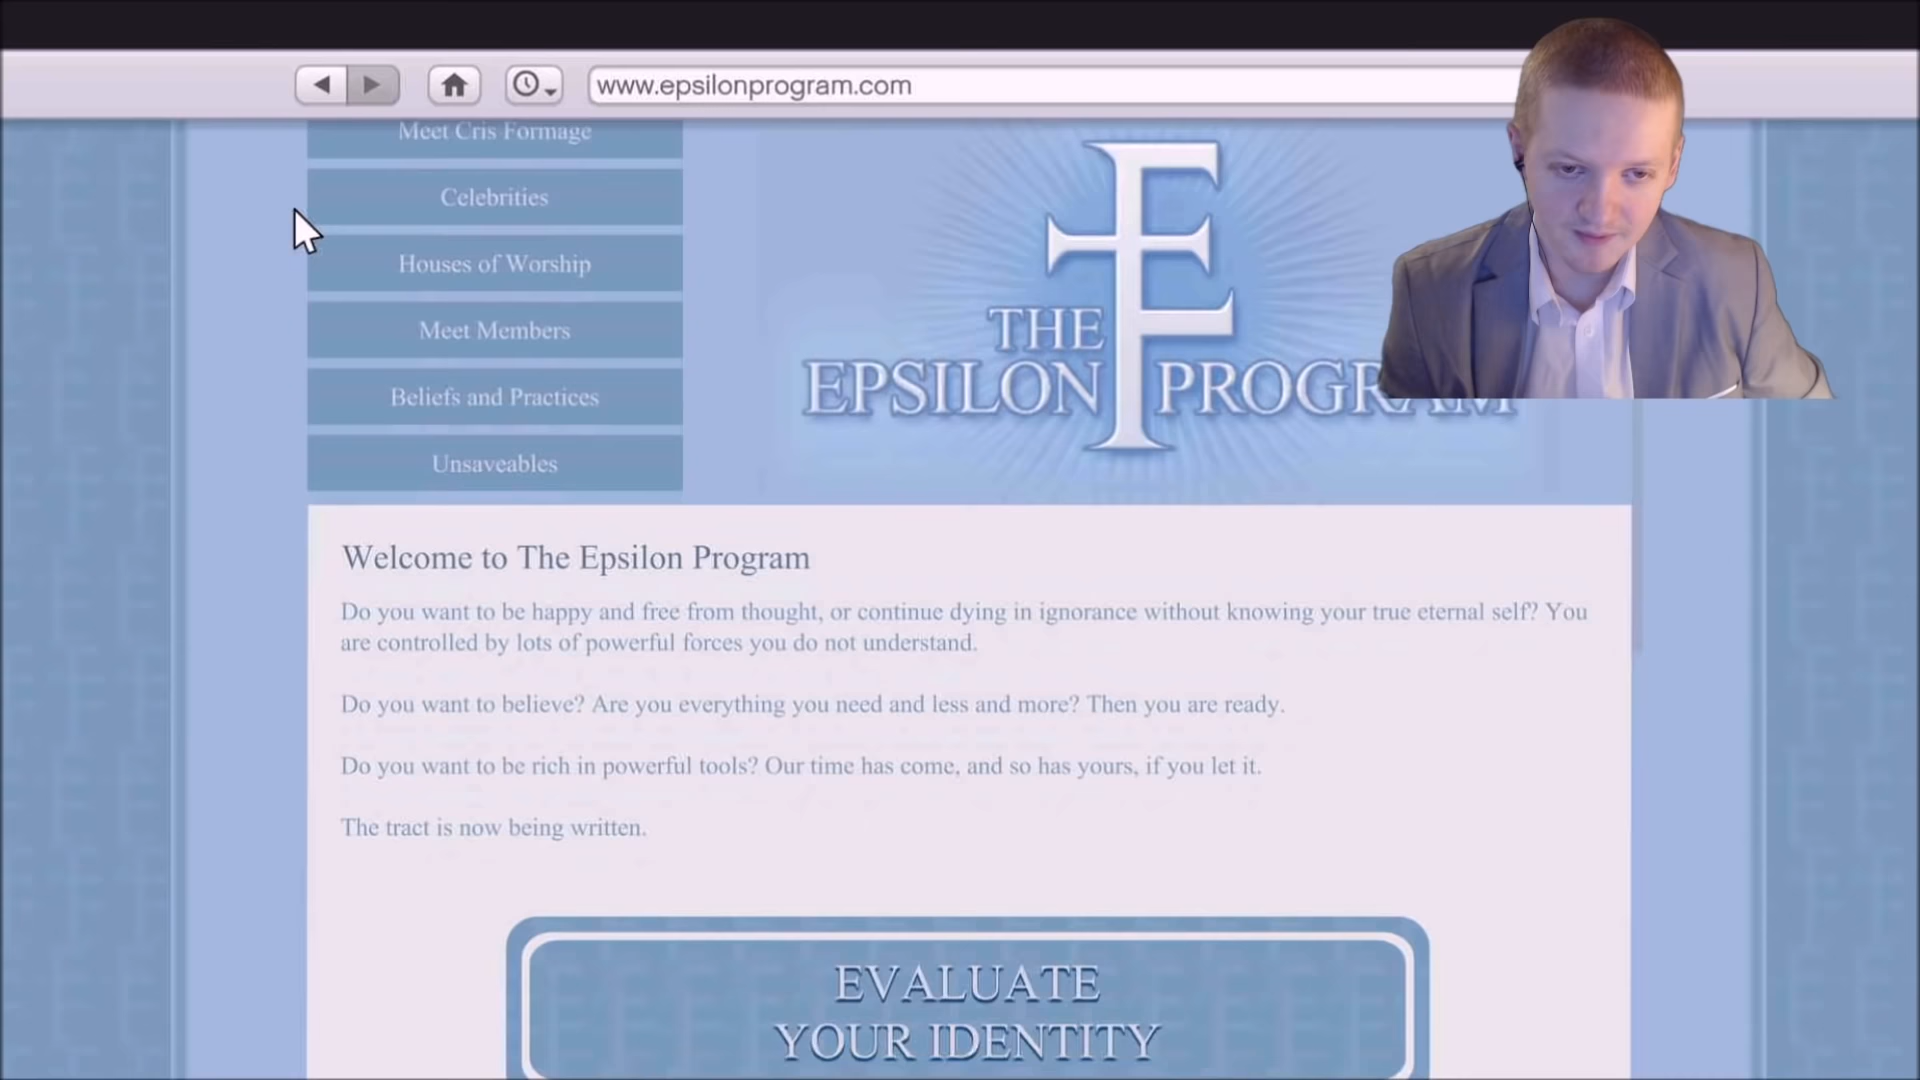 www.epsilonprogram.com
Meet Cris Formage
Celebrities
Houses of Worship
Meet Members
Beliefs and Practices
Unsaveables
THE
EPSILON PROGRAM
Welcome to The Epsilon Program
Do you want to be happy and free from thought, or continue dying in ignorance without knowing your true eternal self? You
are controlled by lots of powerful forces you do not understand.
Do you want to believe? Are you everything you need and less and more? Then you are ready.
Do you want to be rich in powerful tools? Our time has come, and so has yours, if you let it.
The tract is now being written.
EVALUATE
YOUR IDENTITY